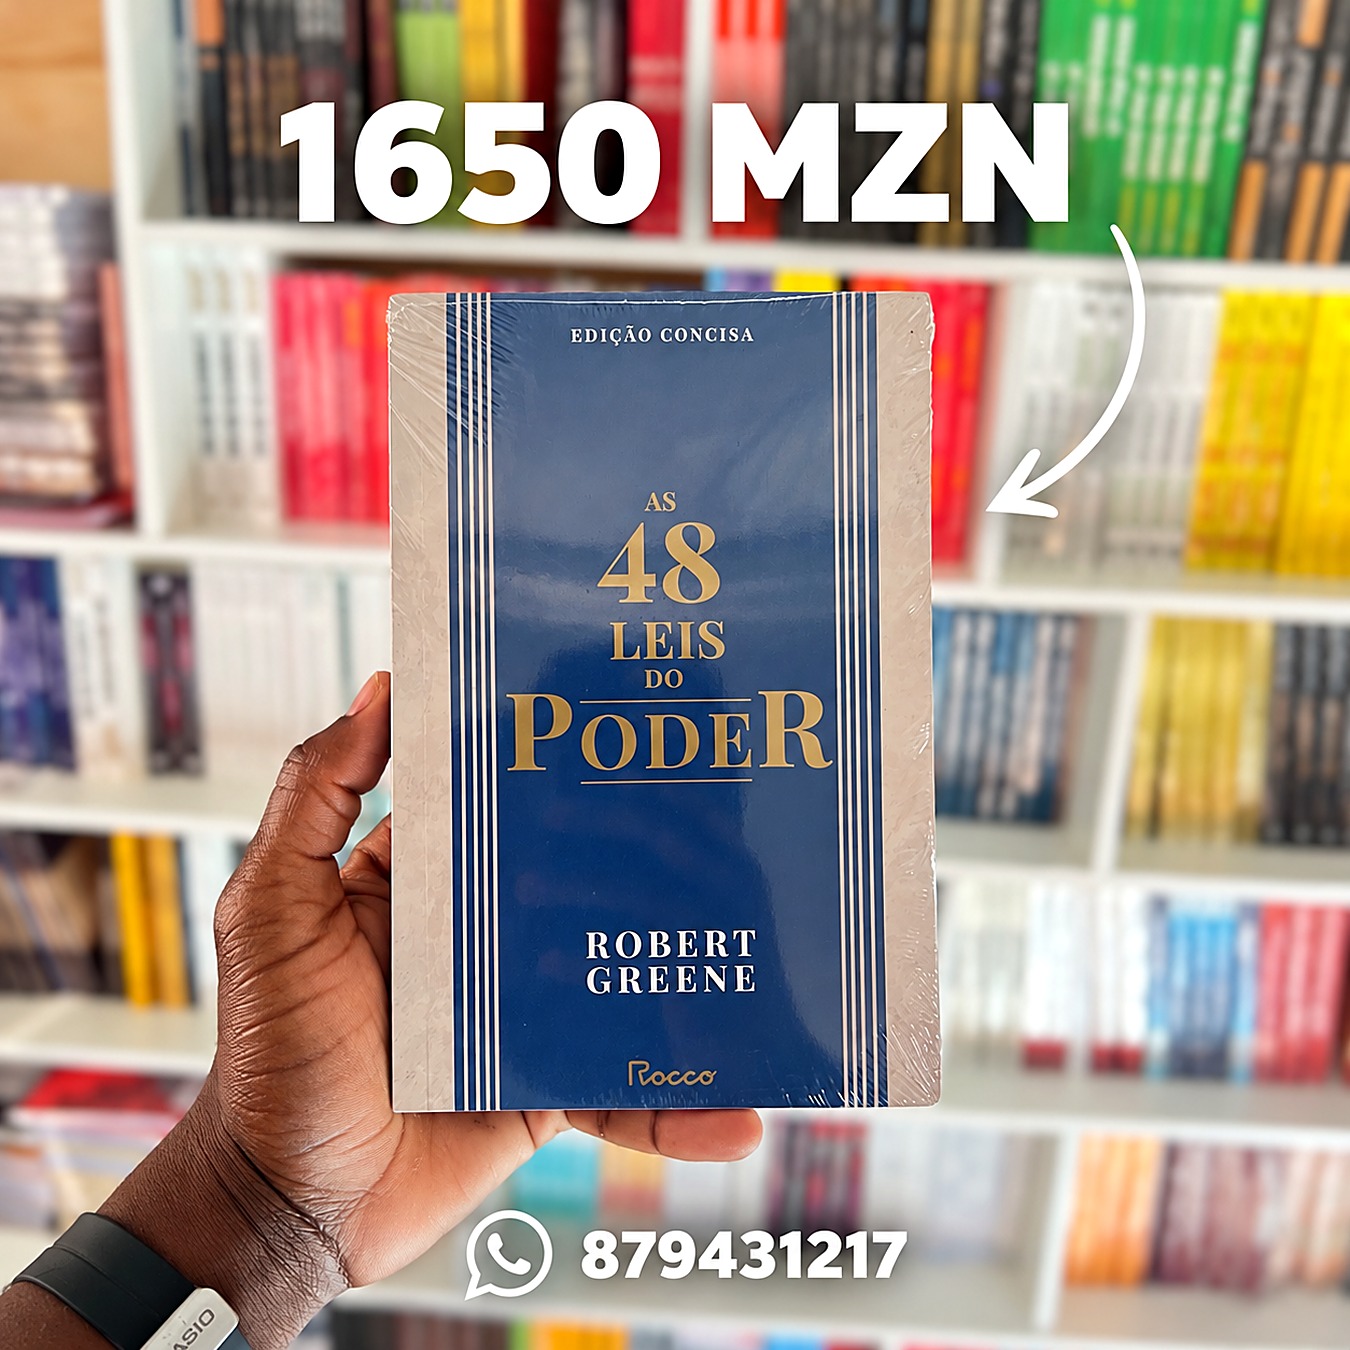 1650 MZN
EDIÇÃO CONCISA
AS
48
LEIS
DO
PODER
ROBERT
GREENE
Rocco
879431217